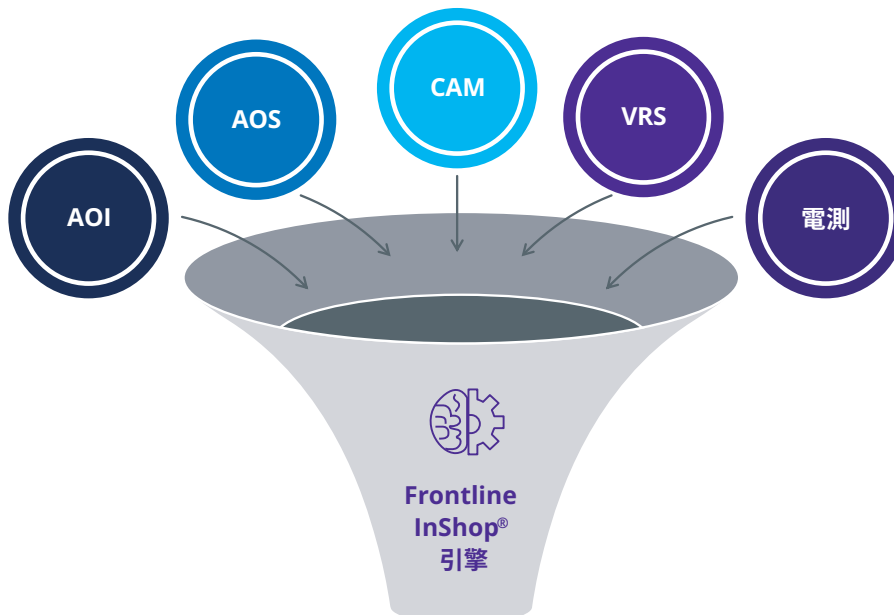 AOI
AOS
CAM
VRS
電測
Frontline
InShop®
引擎